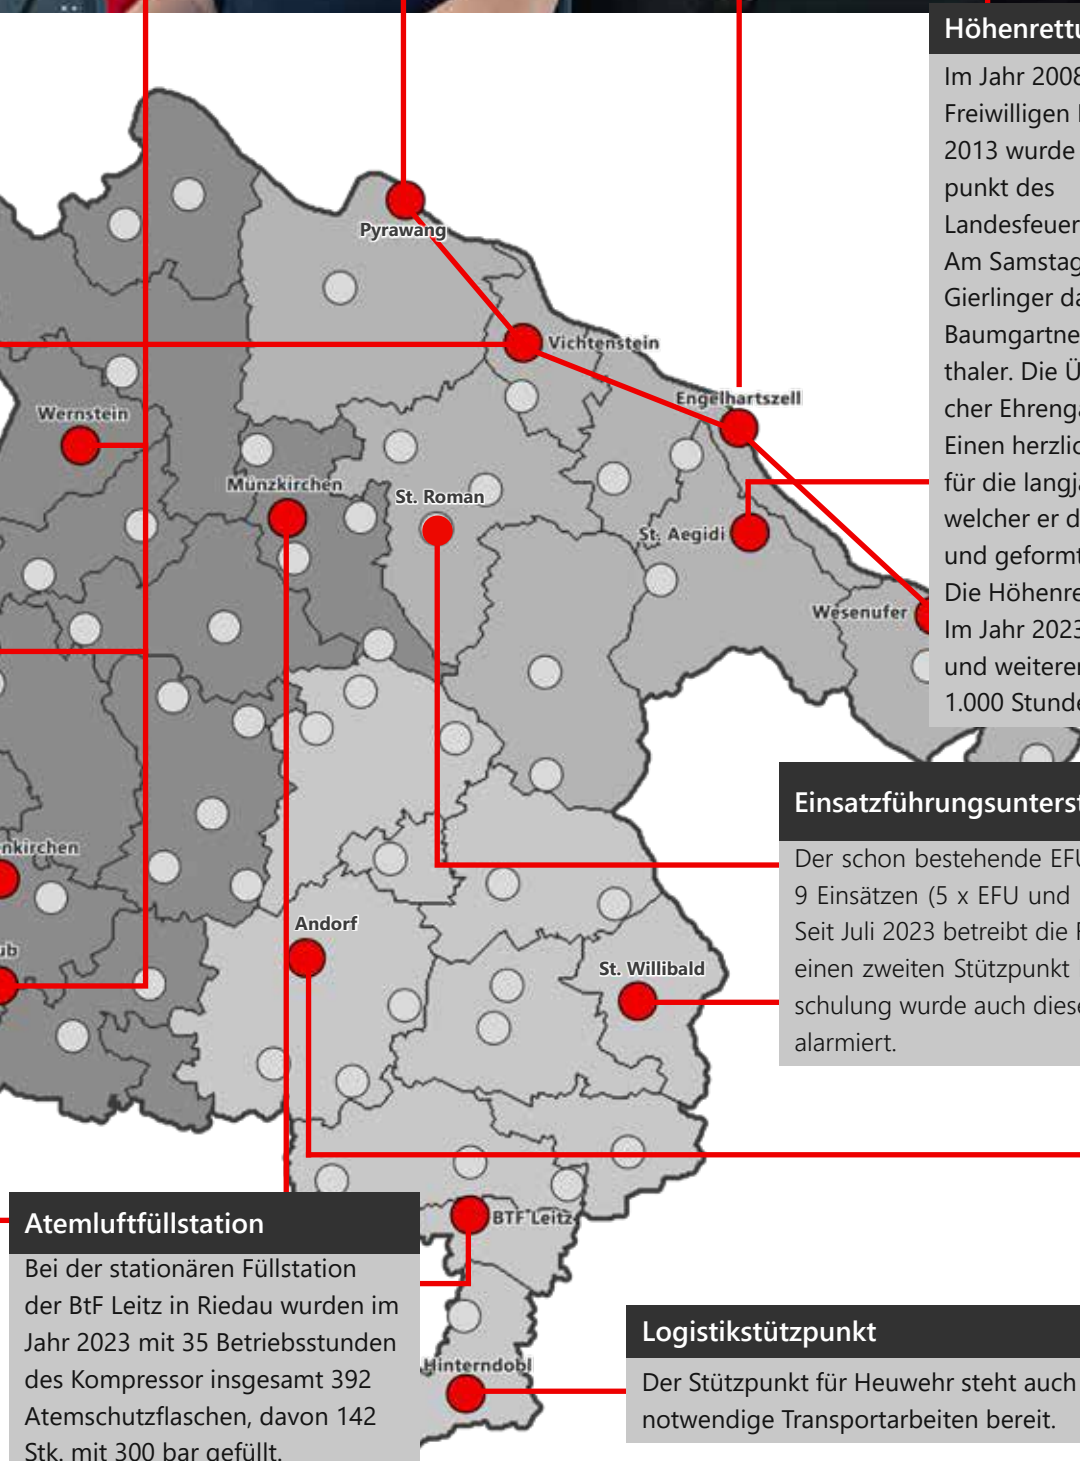 Höhenrettu
Im Jahr 2008
Freiwilligen
2013 wurde
punkt des
Landesfeuer
Am Samstag
Gierlinger da
Baumgartne
thaler. Die Ü
cher Ehrenga
Einen herzlic
für die langja
welcher er d
und geformt
Die Höhenre
Im Jahr 2023
und weiteren
1.000 Stunde
Pyrawang
Vichtenstein
Engelhartszell
Wernstein
Münzkirchen
St. Roman
St. Aegidi
Wesenufer
Einsatzführungsunterst
Der schon bestehende EFU
9 Einsätzen (5 x EFU und
Seit Juli 2023 betreibt die F
einen zweiten Stützpunkt
schulung wurde auch diese
alarmiert.
nkirchen
ub
Andorf
St. Willibald
BTF Leitz
Atemluftfüllstation
Bei der stationären Füllstation
der BtF Leitz in Riedau wurden im
Jahr 2023 mit 35 Betriebsstunden
des Kompressor insgesamt 392
Atemschutzflaschen, davon 142
Stk. mit 300 bar gefüllt.
Hinterndobl
Logistikstützpunkt
Der Stützpunkt für Heuwehr steht auch
notwendige Transportarbeiten bereit.